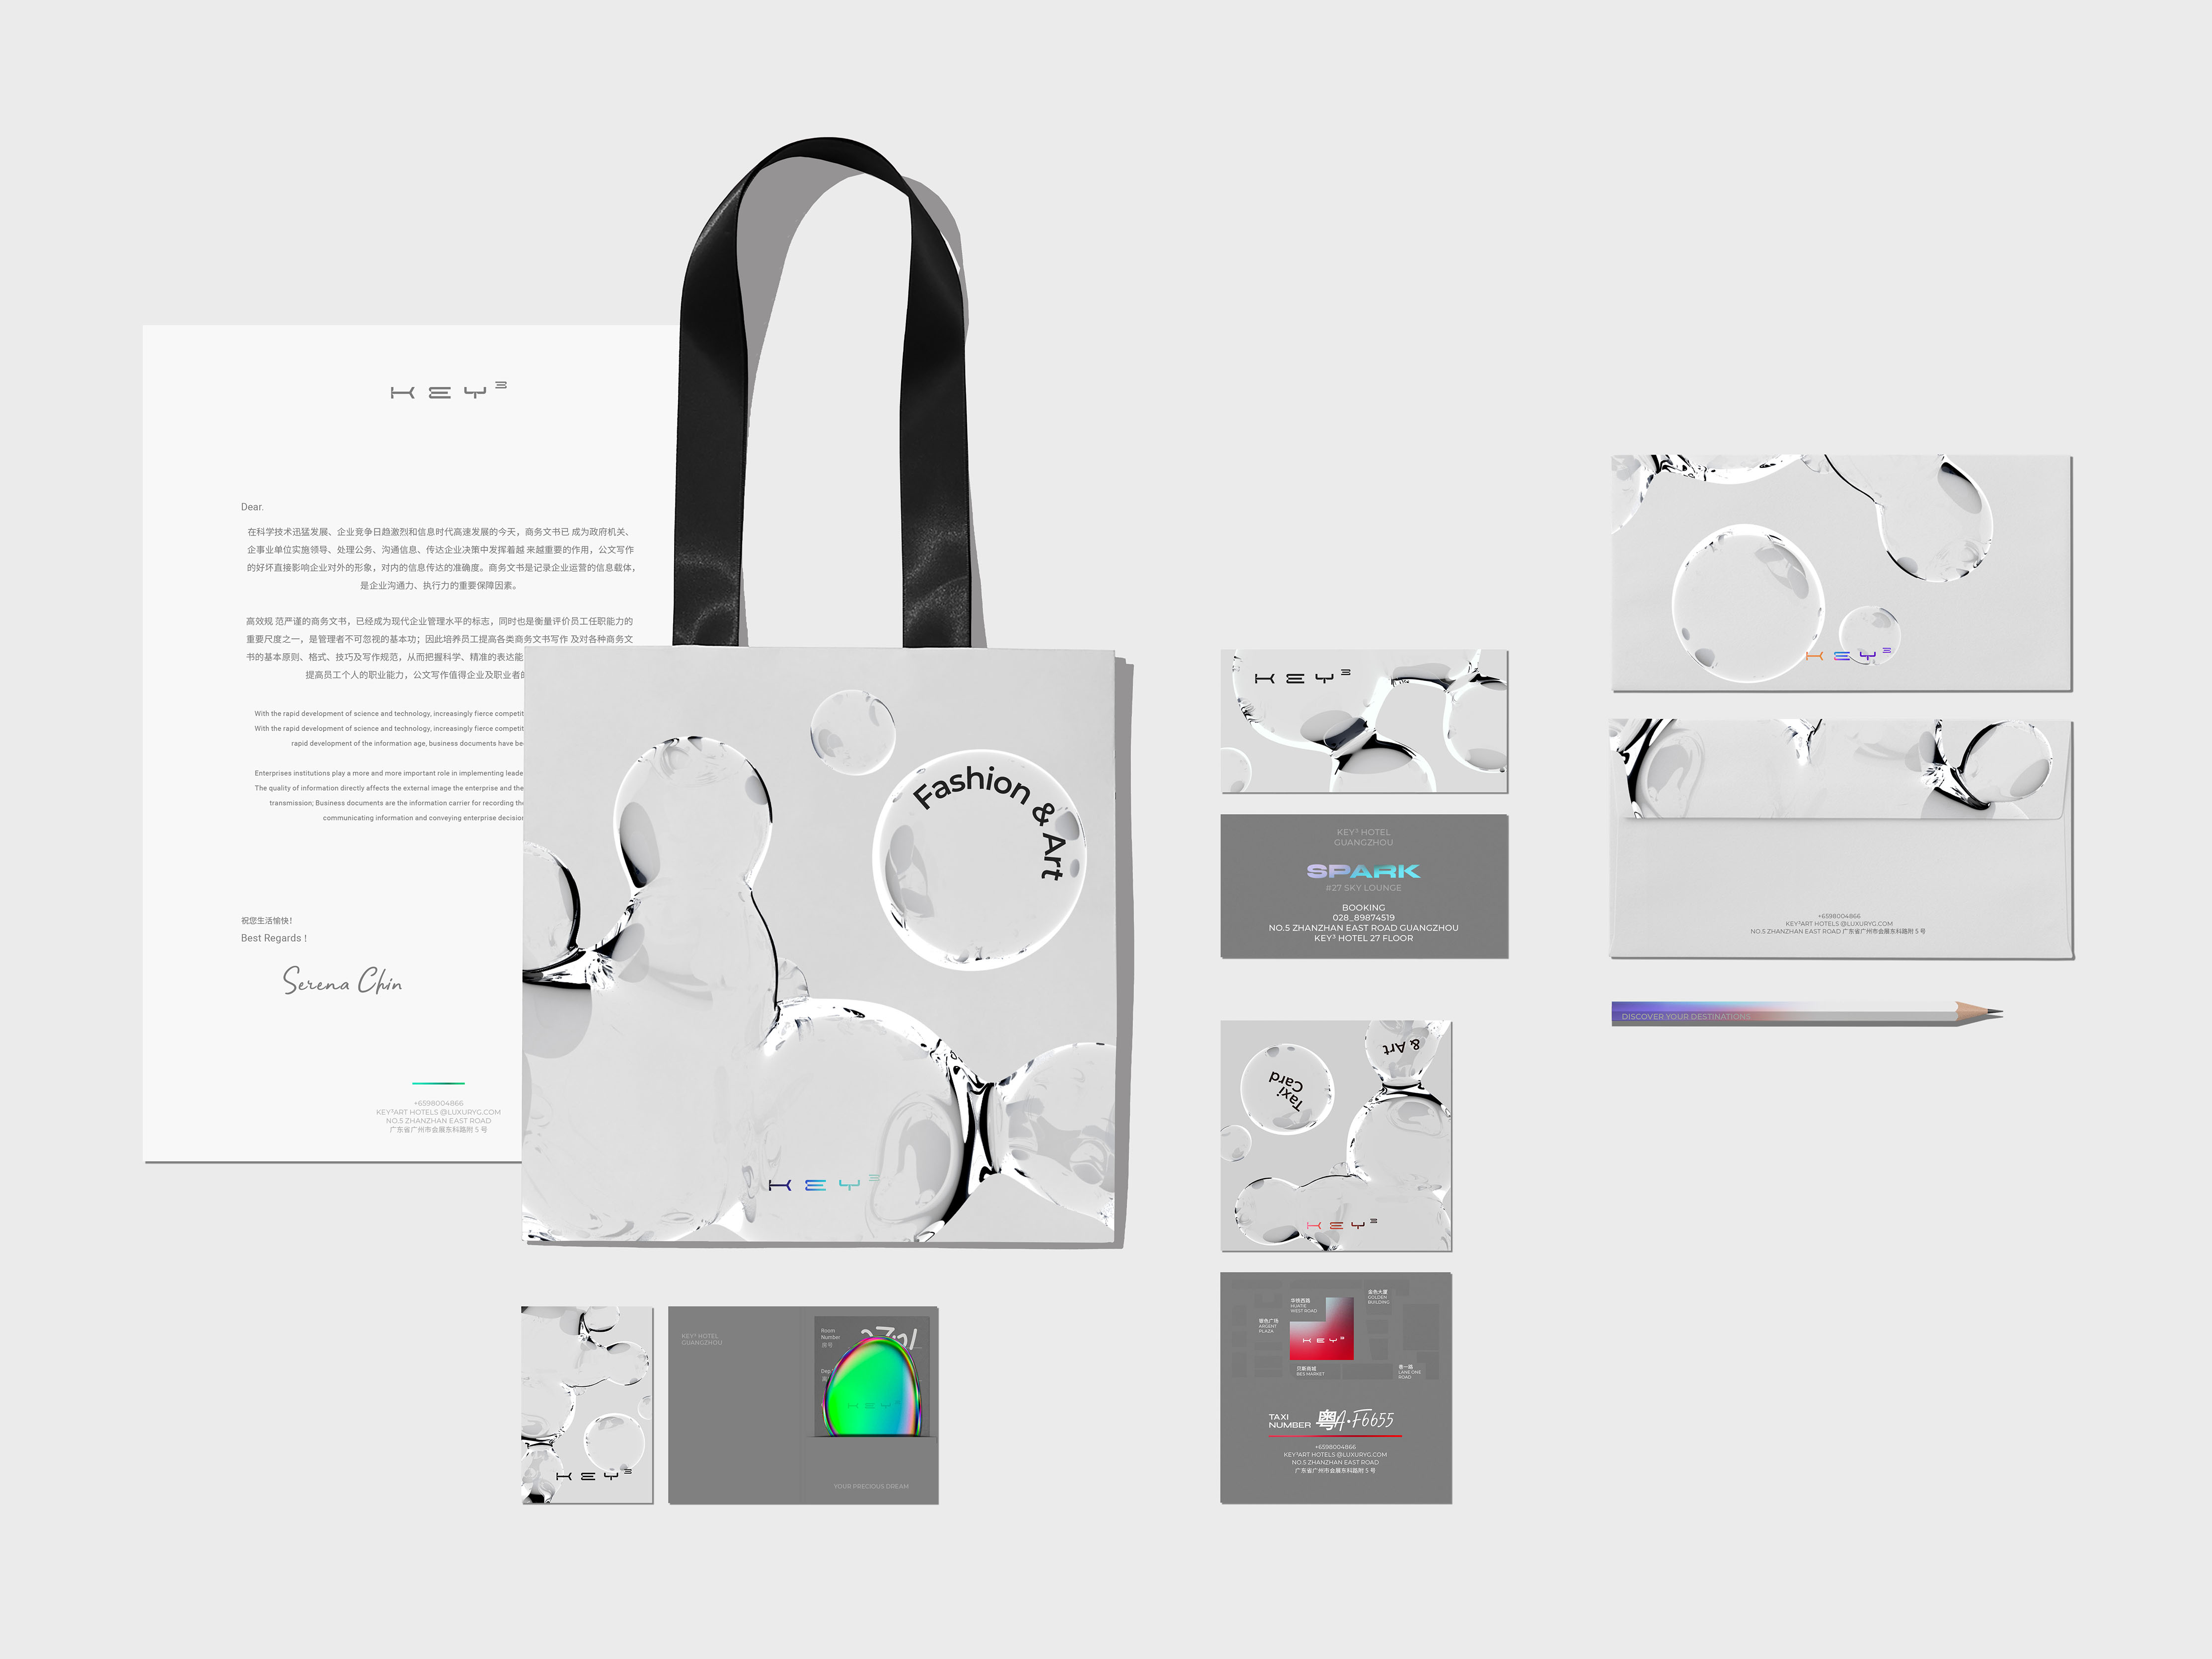 KEY³
Dear.
在科学技术迅猛发展、企业竞争日趋激烈和信息时代高速发展的今天，商务文书已 成为政府机关、
企事业单位实施领导、处理公务、沟通信息、传达企业决策中发挥着越 来越重要的作用，公文写作
的好坏直接影响企业对外的形象，对内的信息传达的准确度。商务文书是记录企业运营的信息载体，
是企业沟通力、执行力的重要保障因素。
高效规 范严谨的商务文书，已经成为现代企业管理水平的标志，同时也是衡量评价员工任职能力的
重要尺度之一，是管理者不可忽视的基本功；因此培养员工提高各类商务文书写作 及对各种商务文
书的基本原则、格式、技巧及写作规范，从而把握科学、精准的表达能
提高员工个人的职业能力，公文写作值得企业及职业者的
With the rapid development of science and technology, increasingly fierce competit
With the rapid development of science and technology, increasingly fierce competit
rapid development of the information age, business documents have be
Enterprises institutions play a more and more important role in implementing leade
The quality of information directly affects the external image the enterprise and the
transmission; Business documents are the information carrier for recording the
communicating information and conveying enterprise decision
祝您生活愉快！
Best Regards !
Serena Chin
+6598004866
KEY³ART HOTELS @LUXURYG.COM
NO.5 ZHANZHAN EAST ROAD
广东省广州市会展东科路附 5 号
Fashion & Art
KEY³
KEY³
KEY³ HOTEL
GUANGZHOU
Room
Number
房号
KEY³
YOUR PRECIOUS DREAM
KEY³
KEY³ HOTEL
GUANGZHOU
SPARK
#27 SKY LOUNGE
BOOKING
028_89874519
NO.5 ZHANZHAN EAST ROAD GUANGZHOU
KEY³ HOTEL 27 FLOOR
& Art
Taxi
Card
KEY³
华铁西路
HUATIE
WEST ROAD
金色大厦
GOLDEN
BUILDING
银色广场
ARGENT
PLAZA
KEY³
贝斯商城
BES MARKET
巷一路
LANE ONE
ROAD
TAXI
NUMBER
粤A·F6655
+6598004866
KEY³ART HOTELS @LUXURYG.COM
NO.5 ZHANZHAN EAST ROAD
广东省广州市会展东科路附 5 号
KEY³
+6598004866
KEY³ART HOTELS @LUXURYG.COM
NO.5 ZHANZHAN EAST ROAD 广东省广州市会展东科路附 5 号
DISCOVER YOUR DESTINATIONS